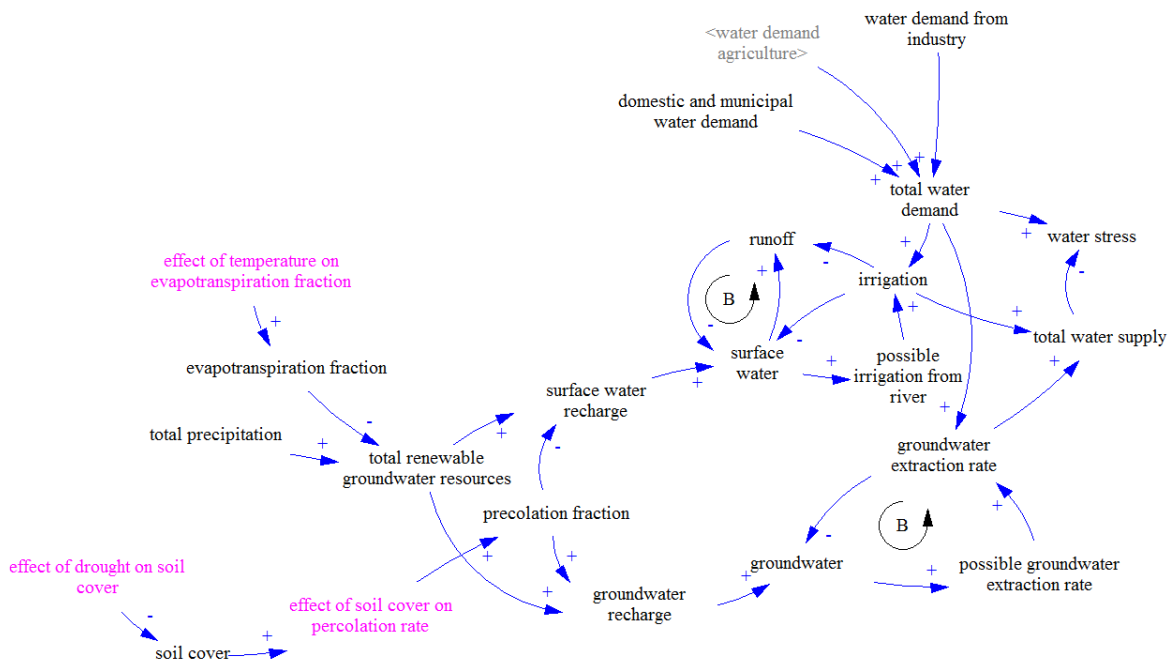 water demand from
industry
<water demand
agriculture>
domestic and municipal
water demand
+
+
+
total water
demand
+
water stress
-
runoff
+
-
+
irrigation
B
effect of temperature on
evapotranspiration fraction
+
-
-
surface
water
+
+
possible
irrigation from
river
+
+
total water supply
+
evapotranspiration fraction
surface water
recharge
+
-
total precipitation
+
-
+
total renewable
groundwater resources
+
groundwater
extraction rate
precolation fraction
B
+
-
+
+
effect of drought on soil
cover
-
groundwater
+
+
possible groundwater
extraction rate
effect of soil cover on
percolation rate
+
groundwater
recharge
+
soil cover